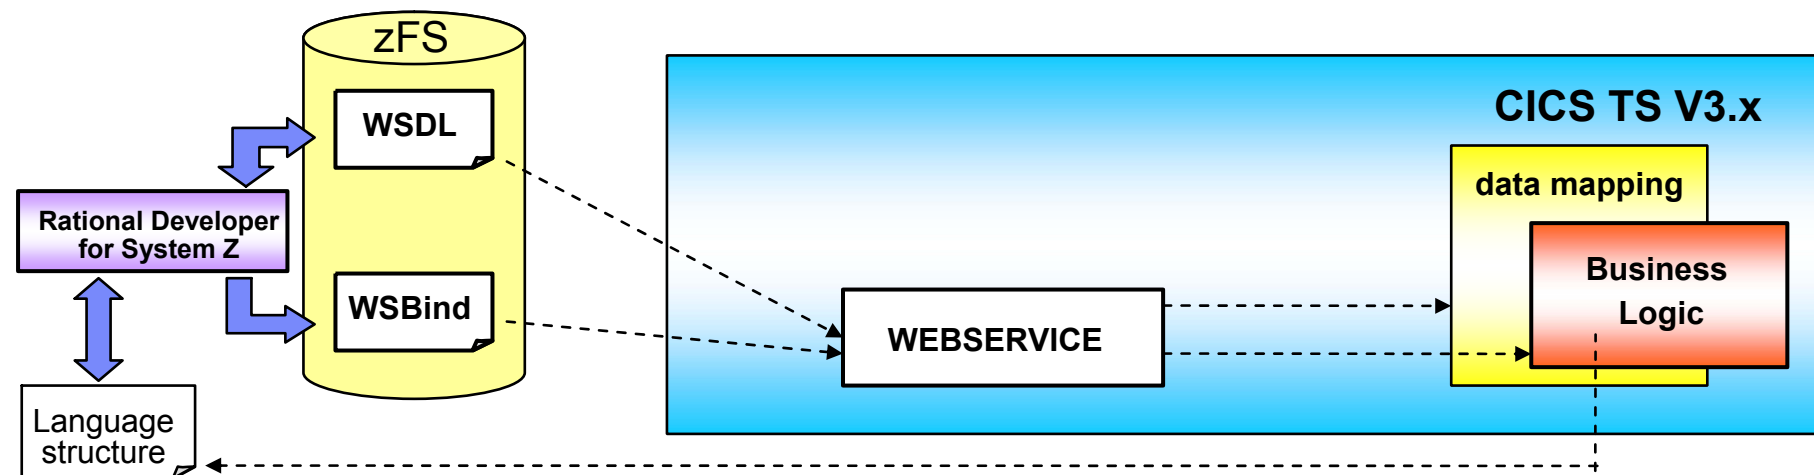 zFS
WSDL
CICS TS V3.x
data mapping
Rational Developer
for System Z
Business
Logic
WSBind
WEBSERVICE
Language
structure